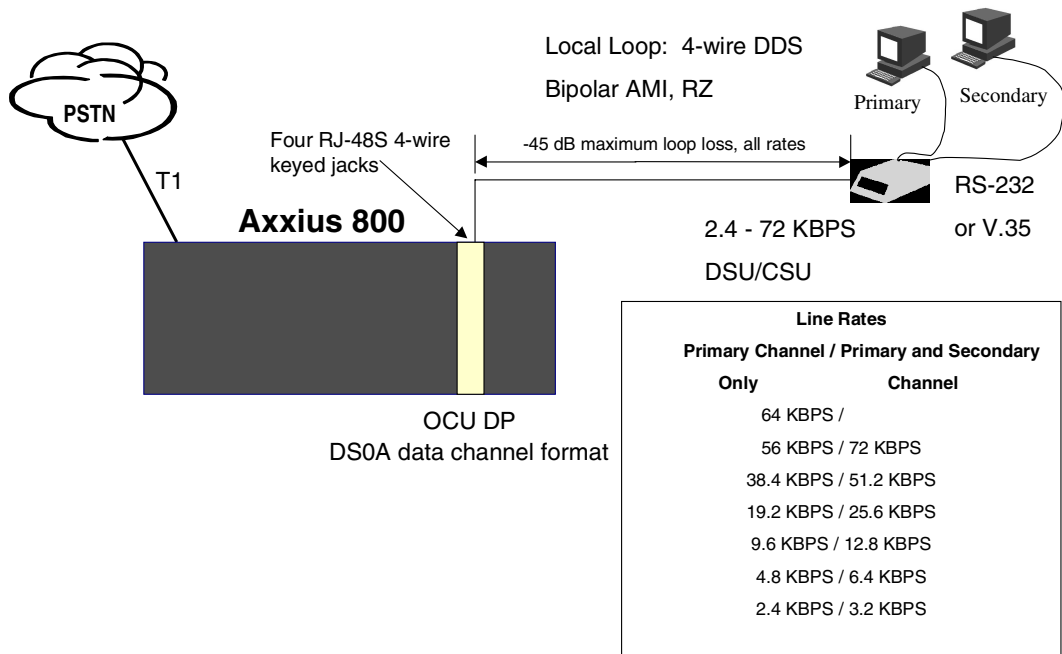 PSTN
T1
Local Loop: 4-wire DDS
Bipolar AMI, RZ
Primary
Secondary
Four RJ-48S 4-wire
keyed jacks
-45 dB maximum loop loss, all rates
RS-232
or V.35
Axxius 800
2.4 - 72 KBPS
DSU/CSU
OCU DP
DS0A data channel format
Line Rates
Primary Channel / Primary and Secondary
Only Channel
64 KBPS /
56 KBPS / 72 KBPS
38.4 KBPS / 51.2 KBPS
19.2 KBPS / 25.6 KBPS
9.6 KBPS / 12.8 KBPS
4.8 KBPS / 6.4 KBPS
2.4 KBPS / 3.2 KBPS